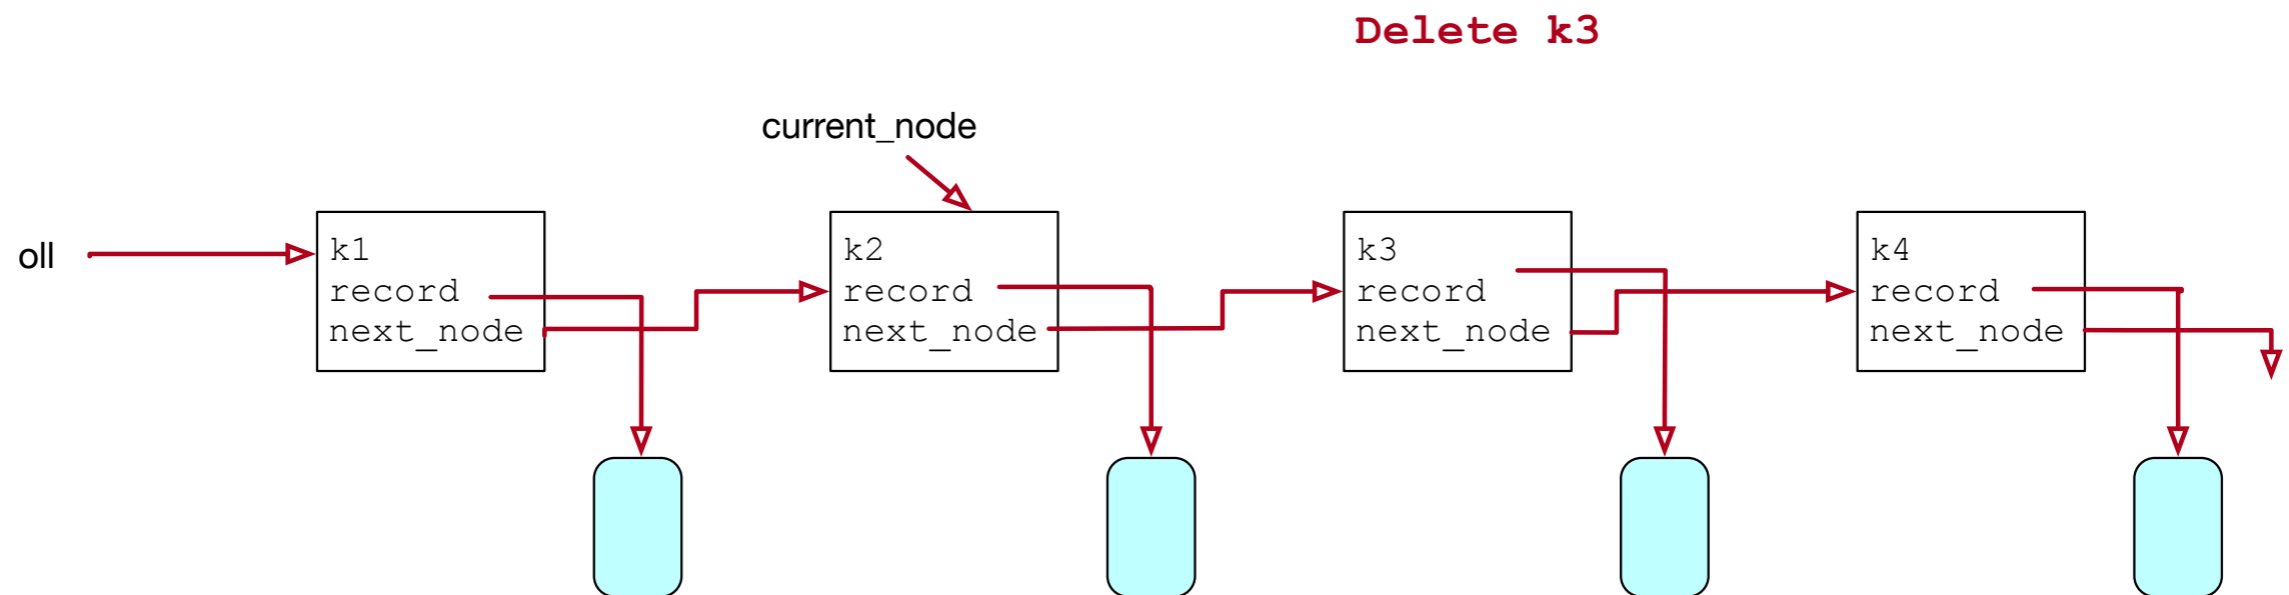 Delete k3
current_node
oll
k1
record
next_node
k2
record
next_node
k3
record
next_node
k4
record
next_node